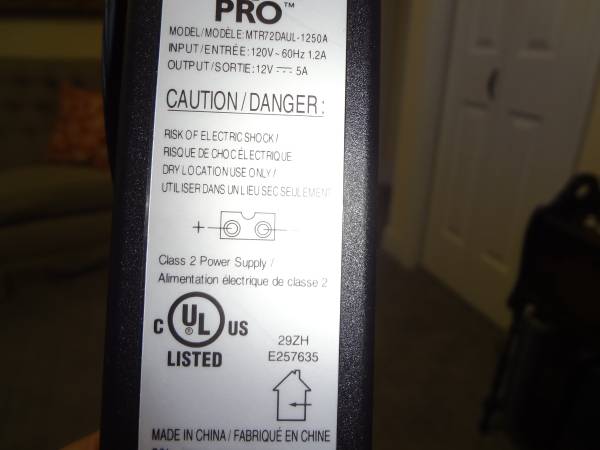 PRO™
MODEL/MODÈLE: MTR72DAUL-1250A
INPUT/ENTRÉE: 120V~60Hz 1.2A
OUTPUT/SORTIE: 12V⎓5A
CAUTION/DANGER:
RISK OF ELECTRIC SHOCK/
RISQUE DE CHOC ÉLECTRIQUE
DRY LOCATION USE ONLY/
UTILISER DANS UN LIEU SEC SEULEMENT
+ -
Class 2 Power Supply /
Alimentation électrique de classe 2
C UL® US
LISTED
29ZH
E257635
MADE IN CHINA / FABRIQUÉ EN CHINE